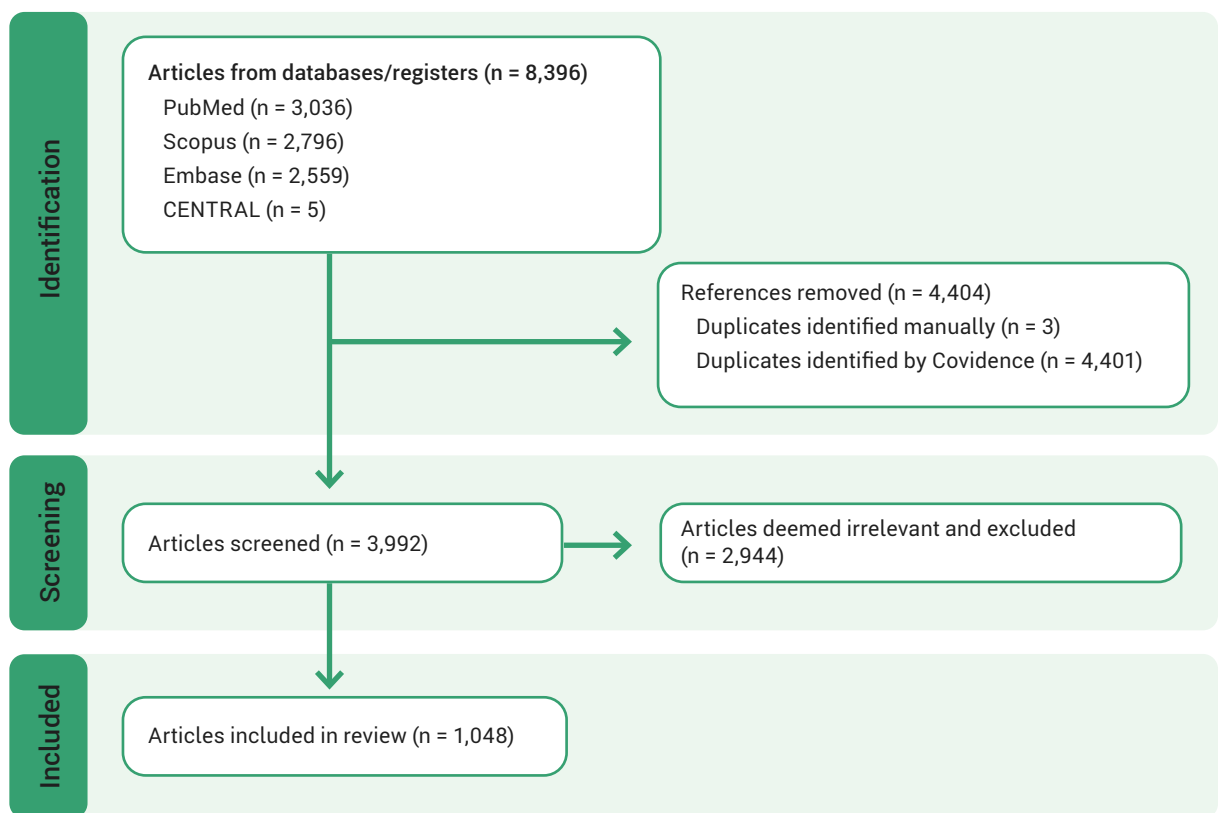 Identification
Articles from databases/registers (n = 8,396)
PubMed (n = 3,036)
Scopus (n = 2,796)
Embase (n = 2,559)
CENTRAL (n = 5)
References removed (n = 4,404)
Duplicates identified manually (n = 3)
Duplicates identified by Covidence (n = 4,401)
Screening
Articles screened (n = 3,992)
Articles deemed irrelevant and excluded
(n = 2,944)
Included
Articles included in review (n = 1,048)